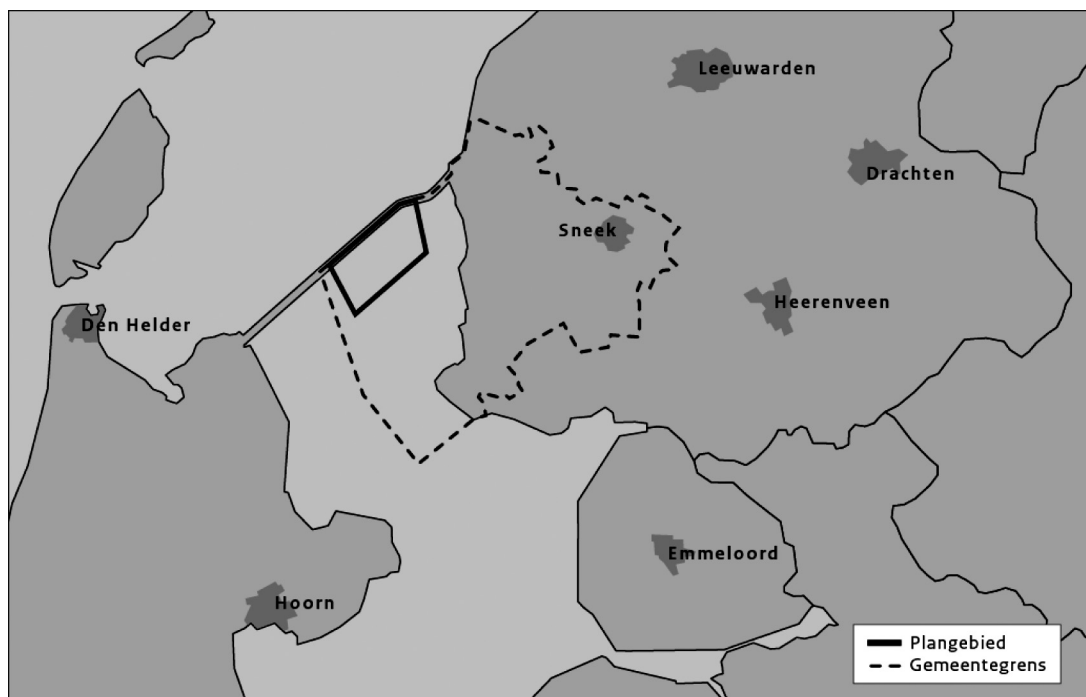 Leeuwarden
Drachten
Sneek
Heerenveen
Den Helder
Emmeloord
Hoorn
Plangebied
Gemeentegrens